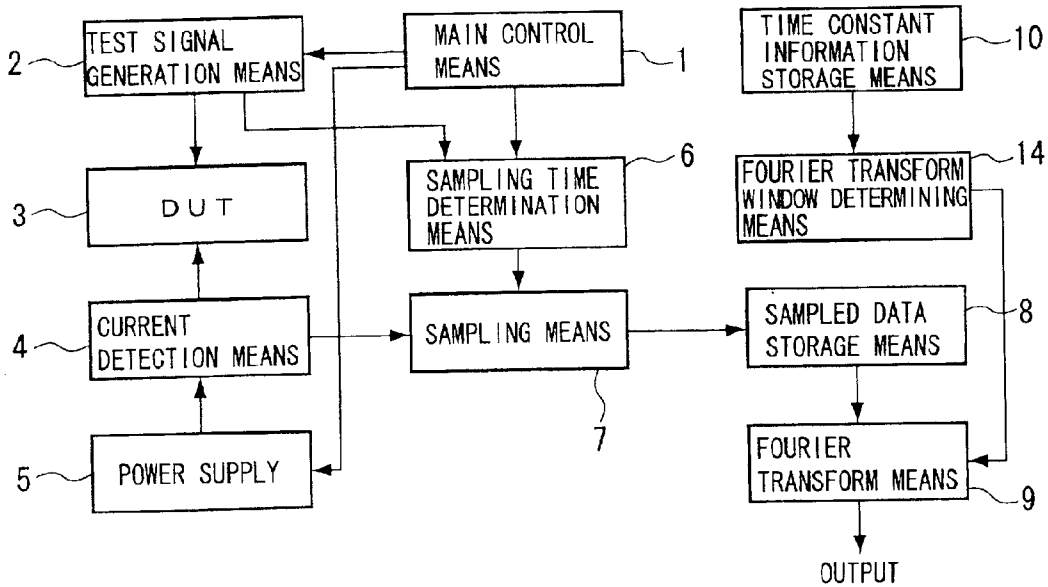 2
TEST SIGNAL
GENERATION MEANS
MAIN CONTROL
MEANS
1
TIME CONSTANT
INFORMATION
STORAGE MEANS
10
3
DUT
SAMPLING TIME
DETERMINATION
MEANS
6
FOURIER TRANSFORM
WINDOW DETERMINING
MEANS
14
4
CURRENT
DETECTION MEANS
SAMPLING MEANS
7
SAMPLED DATA
STORAGE MEANS
8
5
POWER SUPPLY
FOURIER
TRANSFORM MEANS
9
OUTPUT